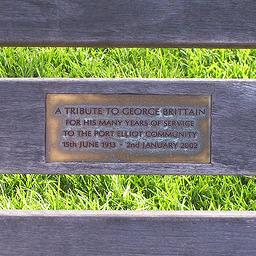 A TRIBUTE TO GEORGE BRITTAIN
FOR HIS MANY YEARS OF SERVICE
TO THE PORT ELLIOT COMMUNITY
15th JUNE 1913 - 2nd JANUARY 2002